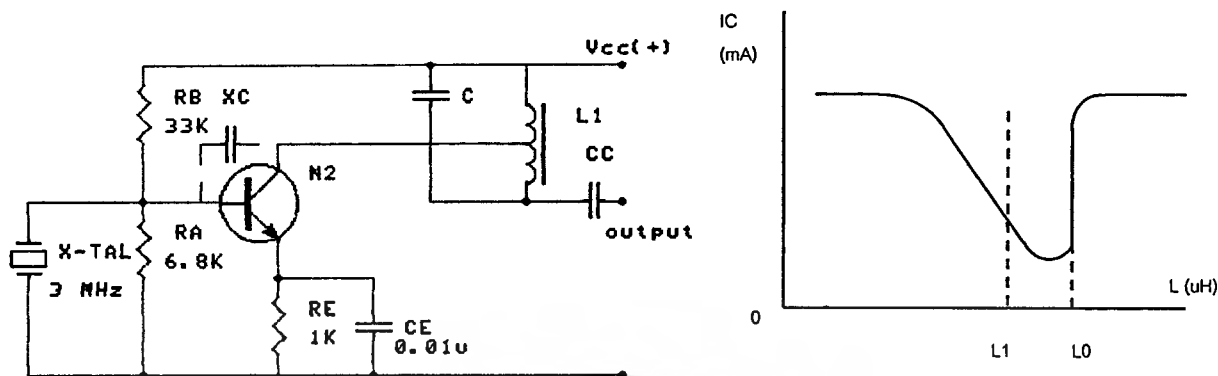 Vcc(+)
RB XC
33K
C
L1
CC
N2
output
RA
6.8K
X-TAL
3 MHz
RE
1K
CE
0.01u
IC
(mA)
0
L (uH)
L1
L0